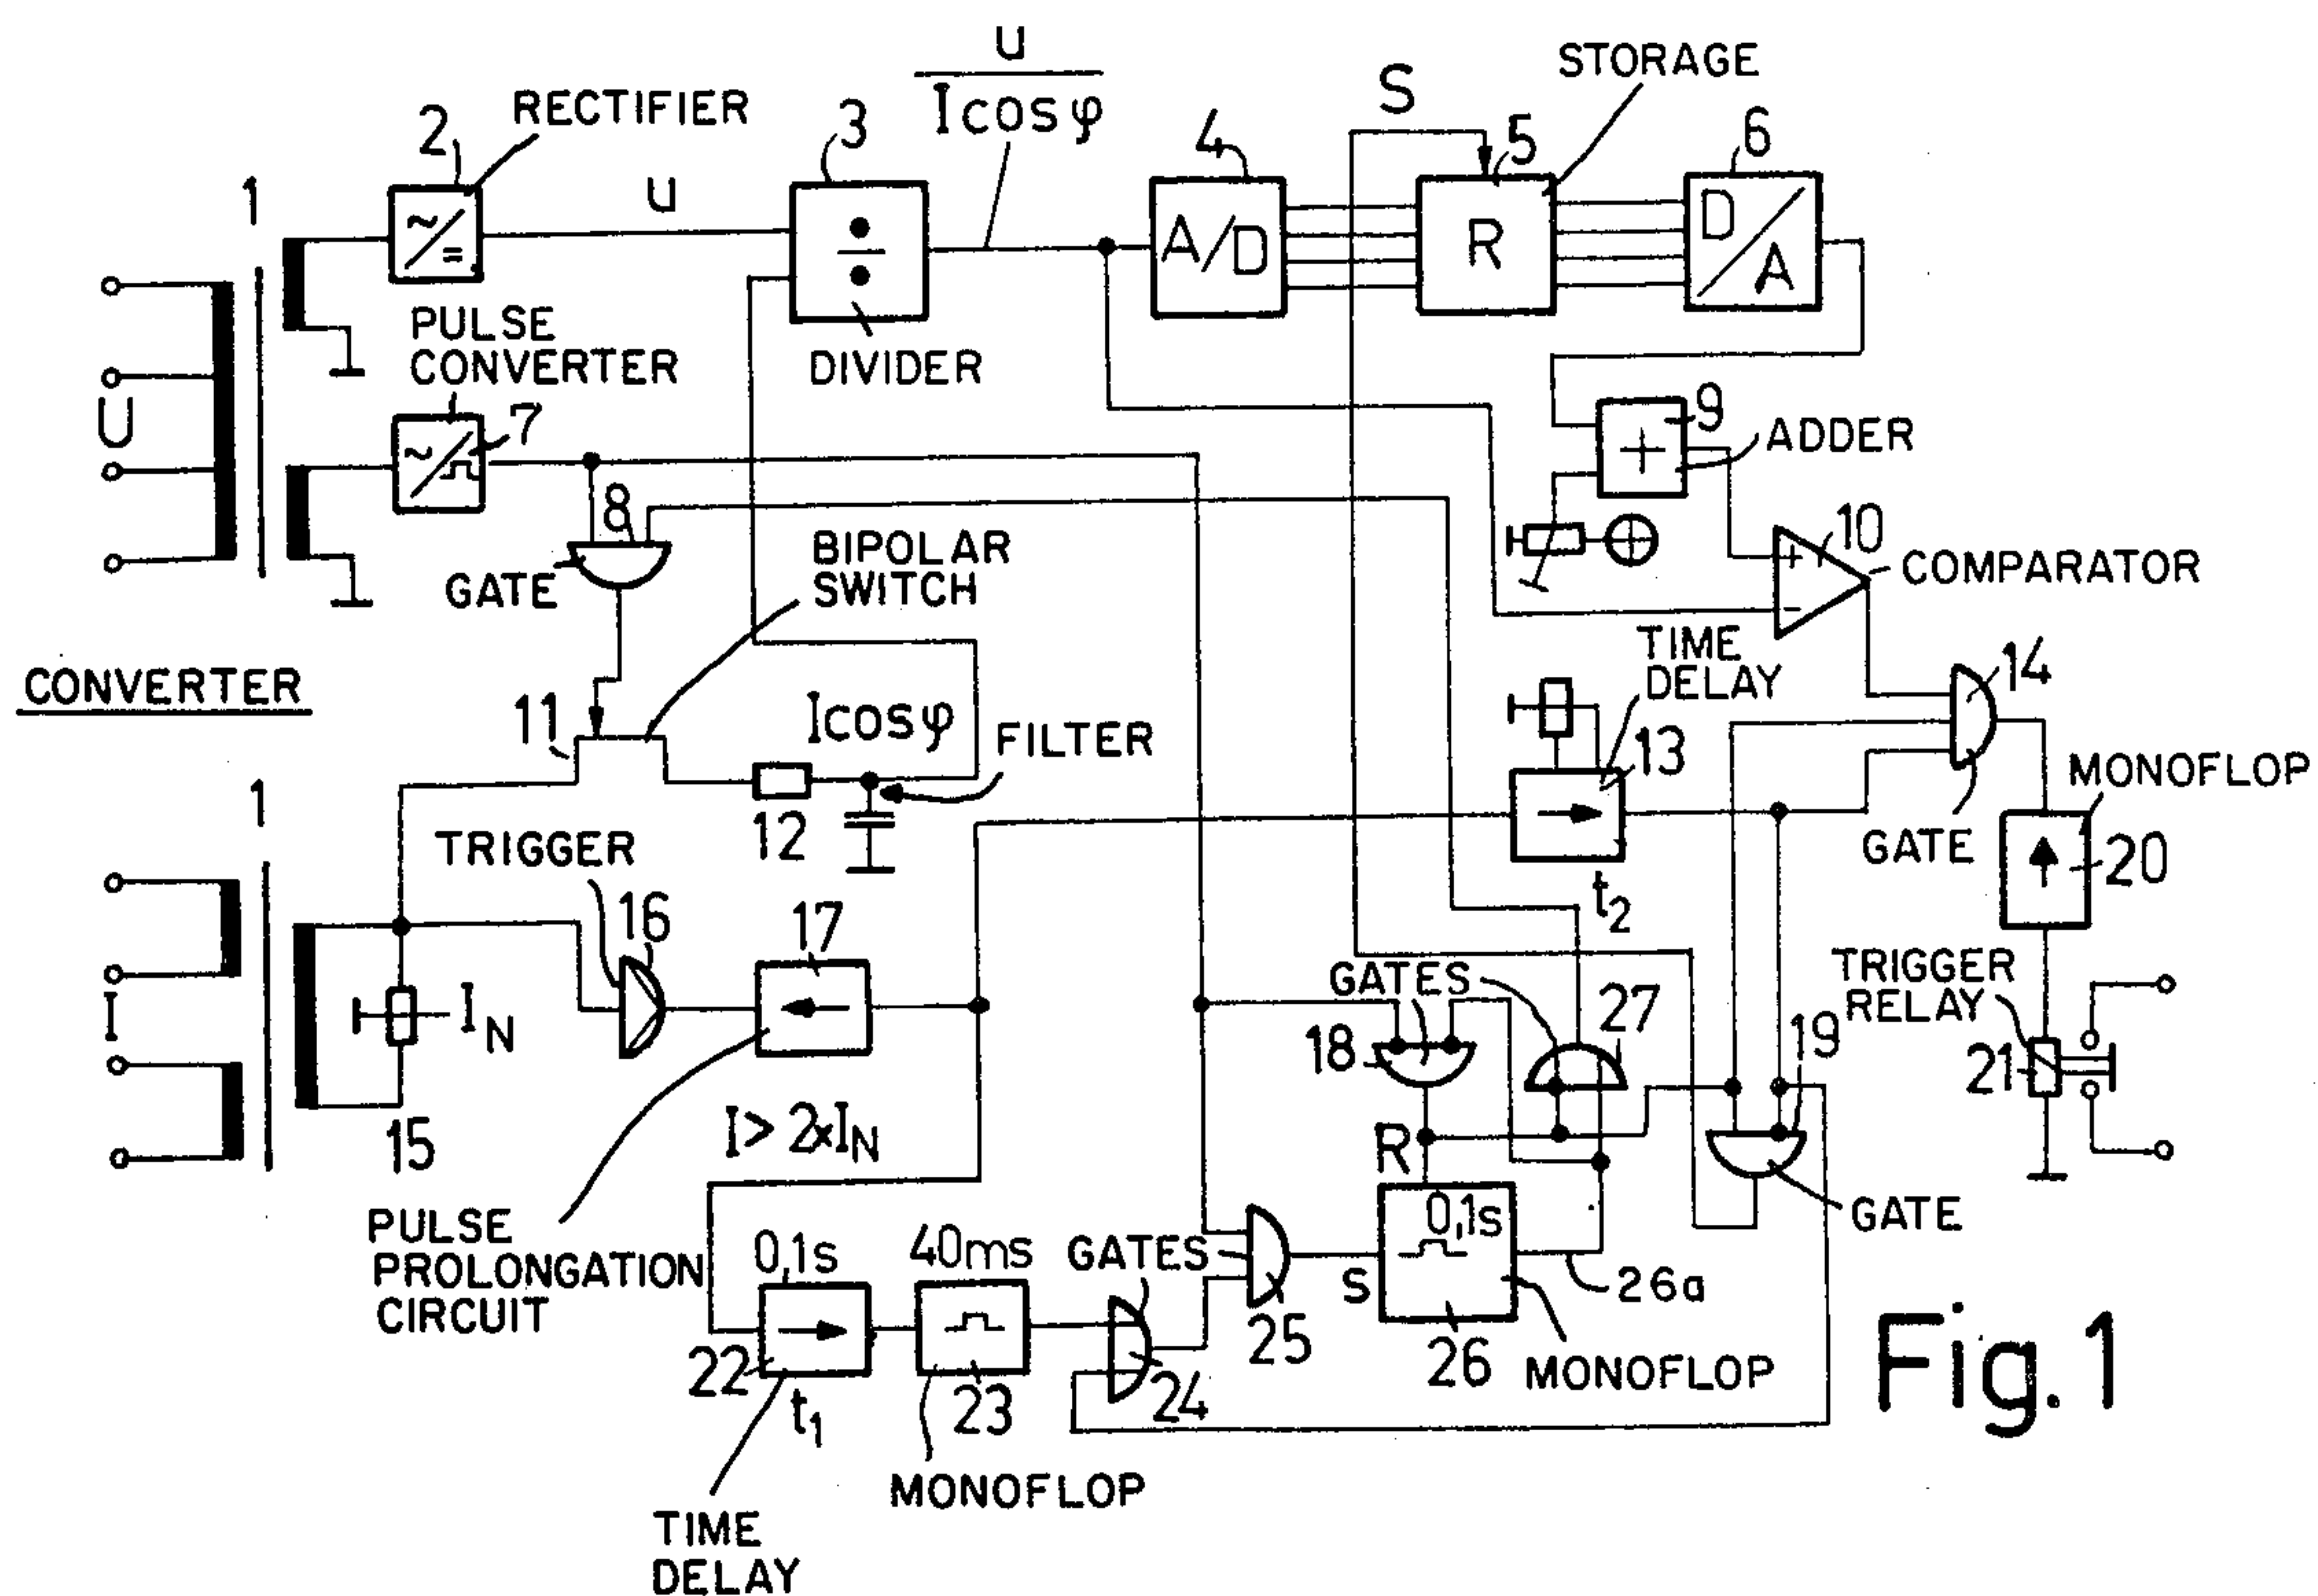 u
I cos φ
S
STORAGE
RECTIFIER
2
3
4
5
6
1
u
~
=
÷
A/D
R
D
A
PULSE
CONVERTER
DIVIDER
U
7
~
9
+
ADDER
8
GATE
BIPOLAR
SWITCH
10
+
-
COMPARATOR
TIME
DELAY
14
CONVERTER
11
I cos φ
FILTER
13
MONOFLOP
1
TRIGGER
12
GATE
20
t2
16
17
GATES
27
TRIGGER
RELAY
I
IN
18
19
21
15
I > 2xIN
R
GATE
PULSE
PROLONGATION
CIRCUIT
0,1s
40ms
GATES
0,1s
S
26a
25
22
t1
23
24
26
MONOFLOP
Fig. 1
MONOFLOP
TIME
DELAY